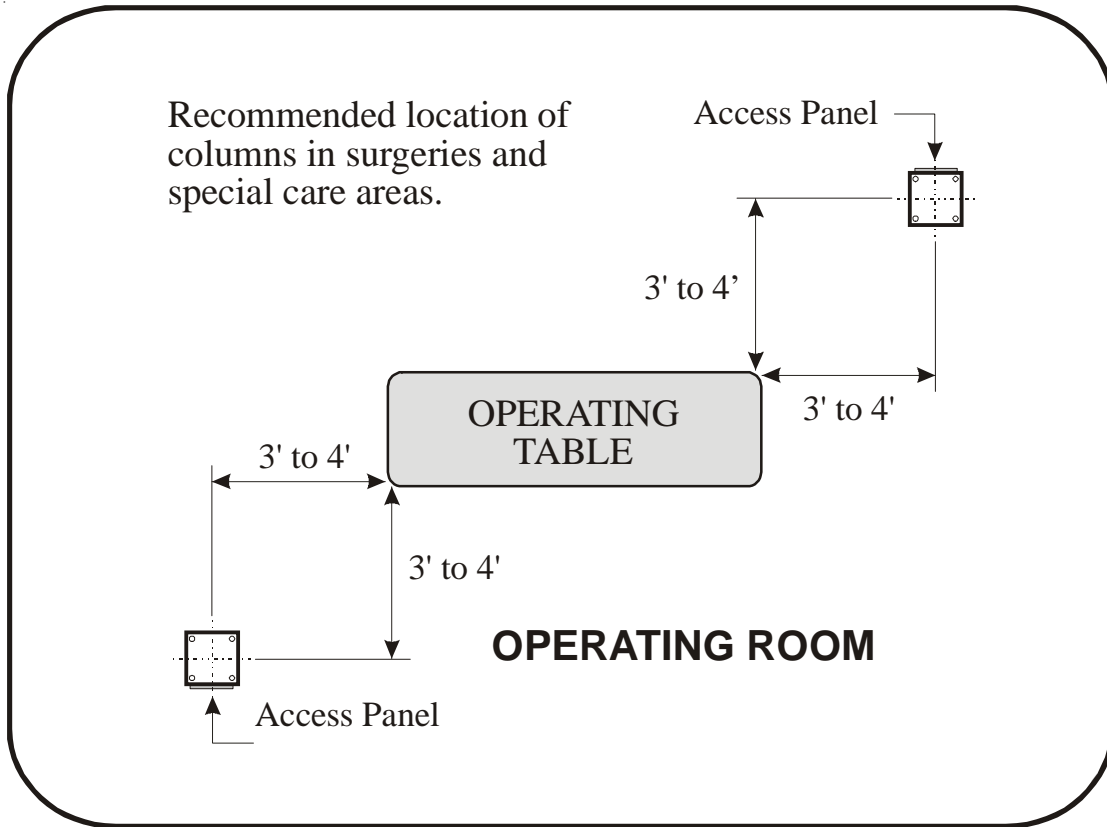 Recommended location of
columns in surgeries and
special care areas.
Access Panel
3' to 4’
3' to 4'
OPERATING
TABLE
3' to 4'
3' to 4'
OPERATING ROOM
Access Panel